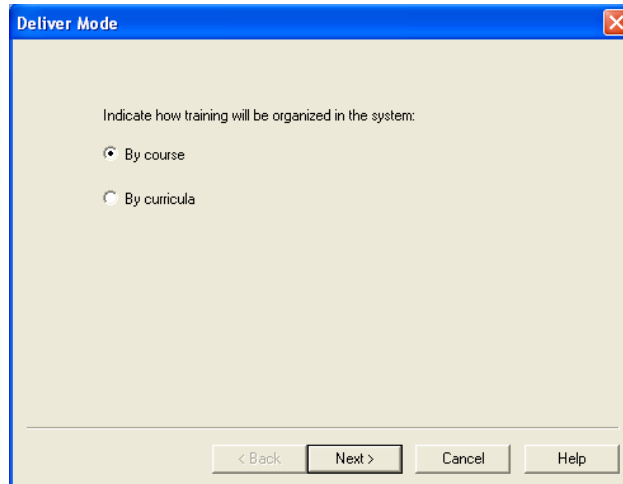 Deliver Mode
Indicate how training will be organized in the system:
By course
By curricula
< Back Next > Cancel Help